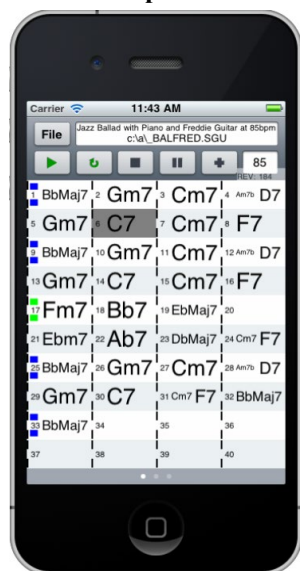 Carrier 11:43 AM
File Jazz Ballad with Piano and Freddie Guitar at 85bpm
c:\a\_BALFRED.SGU
85
REV: 184
1 BbMaj7 2 Gm7 3 Cm7 4 Am7b D7
5 Gm7 6 C7 7 Cm7 8 F7
9 BbMaj7 10 Gm7 11 Cm7 12 Am7b D7
13 Gm7 14 C7 15 Cm7 16 F7
17 Fm7 18 Bb7 19 EbMaj7 20
21 Ebm7 22 Ab7 23 DbMaj7 24 Cm7 F7
25 BbMaj7 26 Gm7 27 Cm7 28 Am7b D7
29 Gm7 30 C7 31 Cm7 F7 32 BbMaj7
33 BbMaj7 34 35 36
37 38 39 40